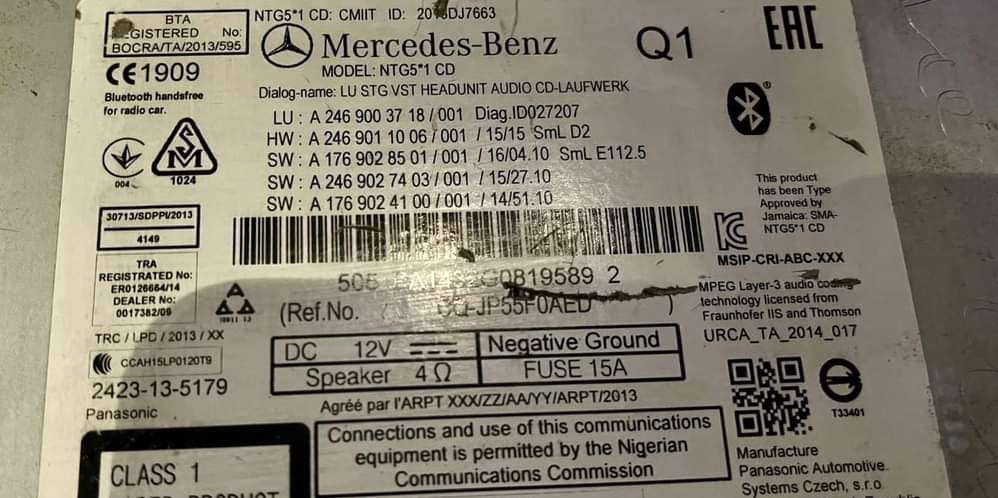 BTA
REGISTERED No:
BOCRA/TA/2013/595
NTG5*1 CD: CMIIT ID: 2013DJ7663
Mercedes-Benz
Q1
EAC
MODEL: NTG5*1 CD
Dialog-name: LU STG VST HEADUNIT AUDIO CD-LAUFWERK
CE1909
Bluetooth handsfree
for radio car.
LU : A 246 900 37 18 / 001 Diag.ID027207
HW : A 246 901 10 06 / 001 / 15/15 SmL D2
SW : A 176 902 85 01 / 001 / 16/04.10 SmL E112.5
SW : A 246 902 74 03 / 001 / 15/27.10
SW : A 176 902 41 00 / 001 / 14/51.10
004
SM
1024
This product
has been Type
Approved by
Jamaica: SMA-
NTG5*1 CD
30713/SDPPI/2013
4149
KC
MSIP-CRI-ABC-XXX
TRA
REGISTRATED No:
ER0126664/14
DEALER No:
0017382/09
0819589 2
(Ref.No. JP55F0AED )
MPEG Layer-3 audio coding
technology licensed from
Fraunhofer IIS and Thomson
URCA_TA_2014_017
TRC / LPD / 2013 / XX
CCAH15LP0120T9
2423-13-5179
Panasonic
DC 12V
Negative Ground
Speaker 4 Ω
FUSE 15A
T33401
Agréé par l'ARPT XXX/ZZ/AA/YY/ARPT/2013
Connections and use of this communications
equipment is permitted by the Nigerian
Communications Commission
Manufacture
Panasonic Automotive
Systems Czech, s.r.o
CLASS 1